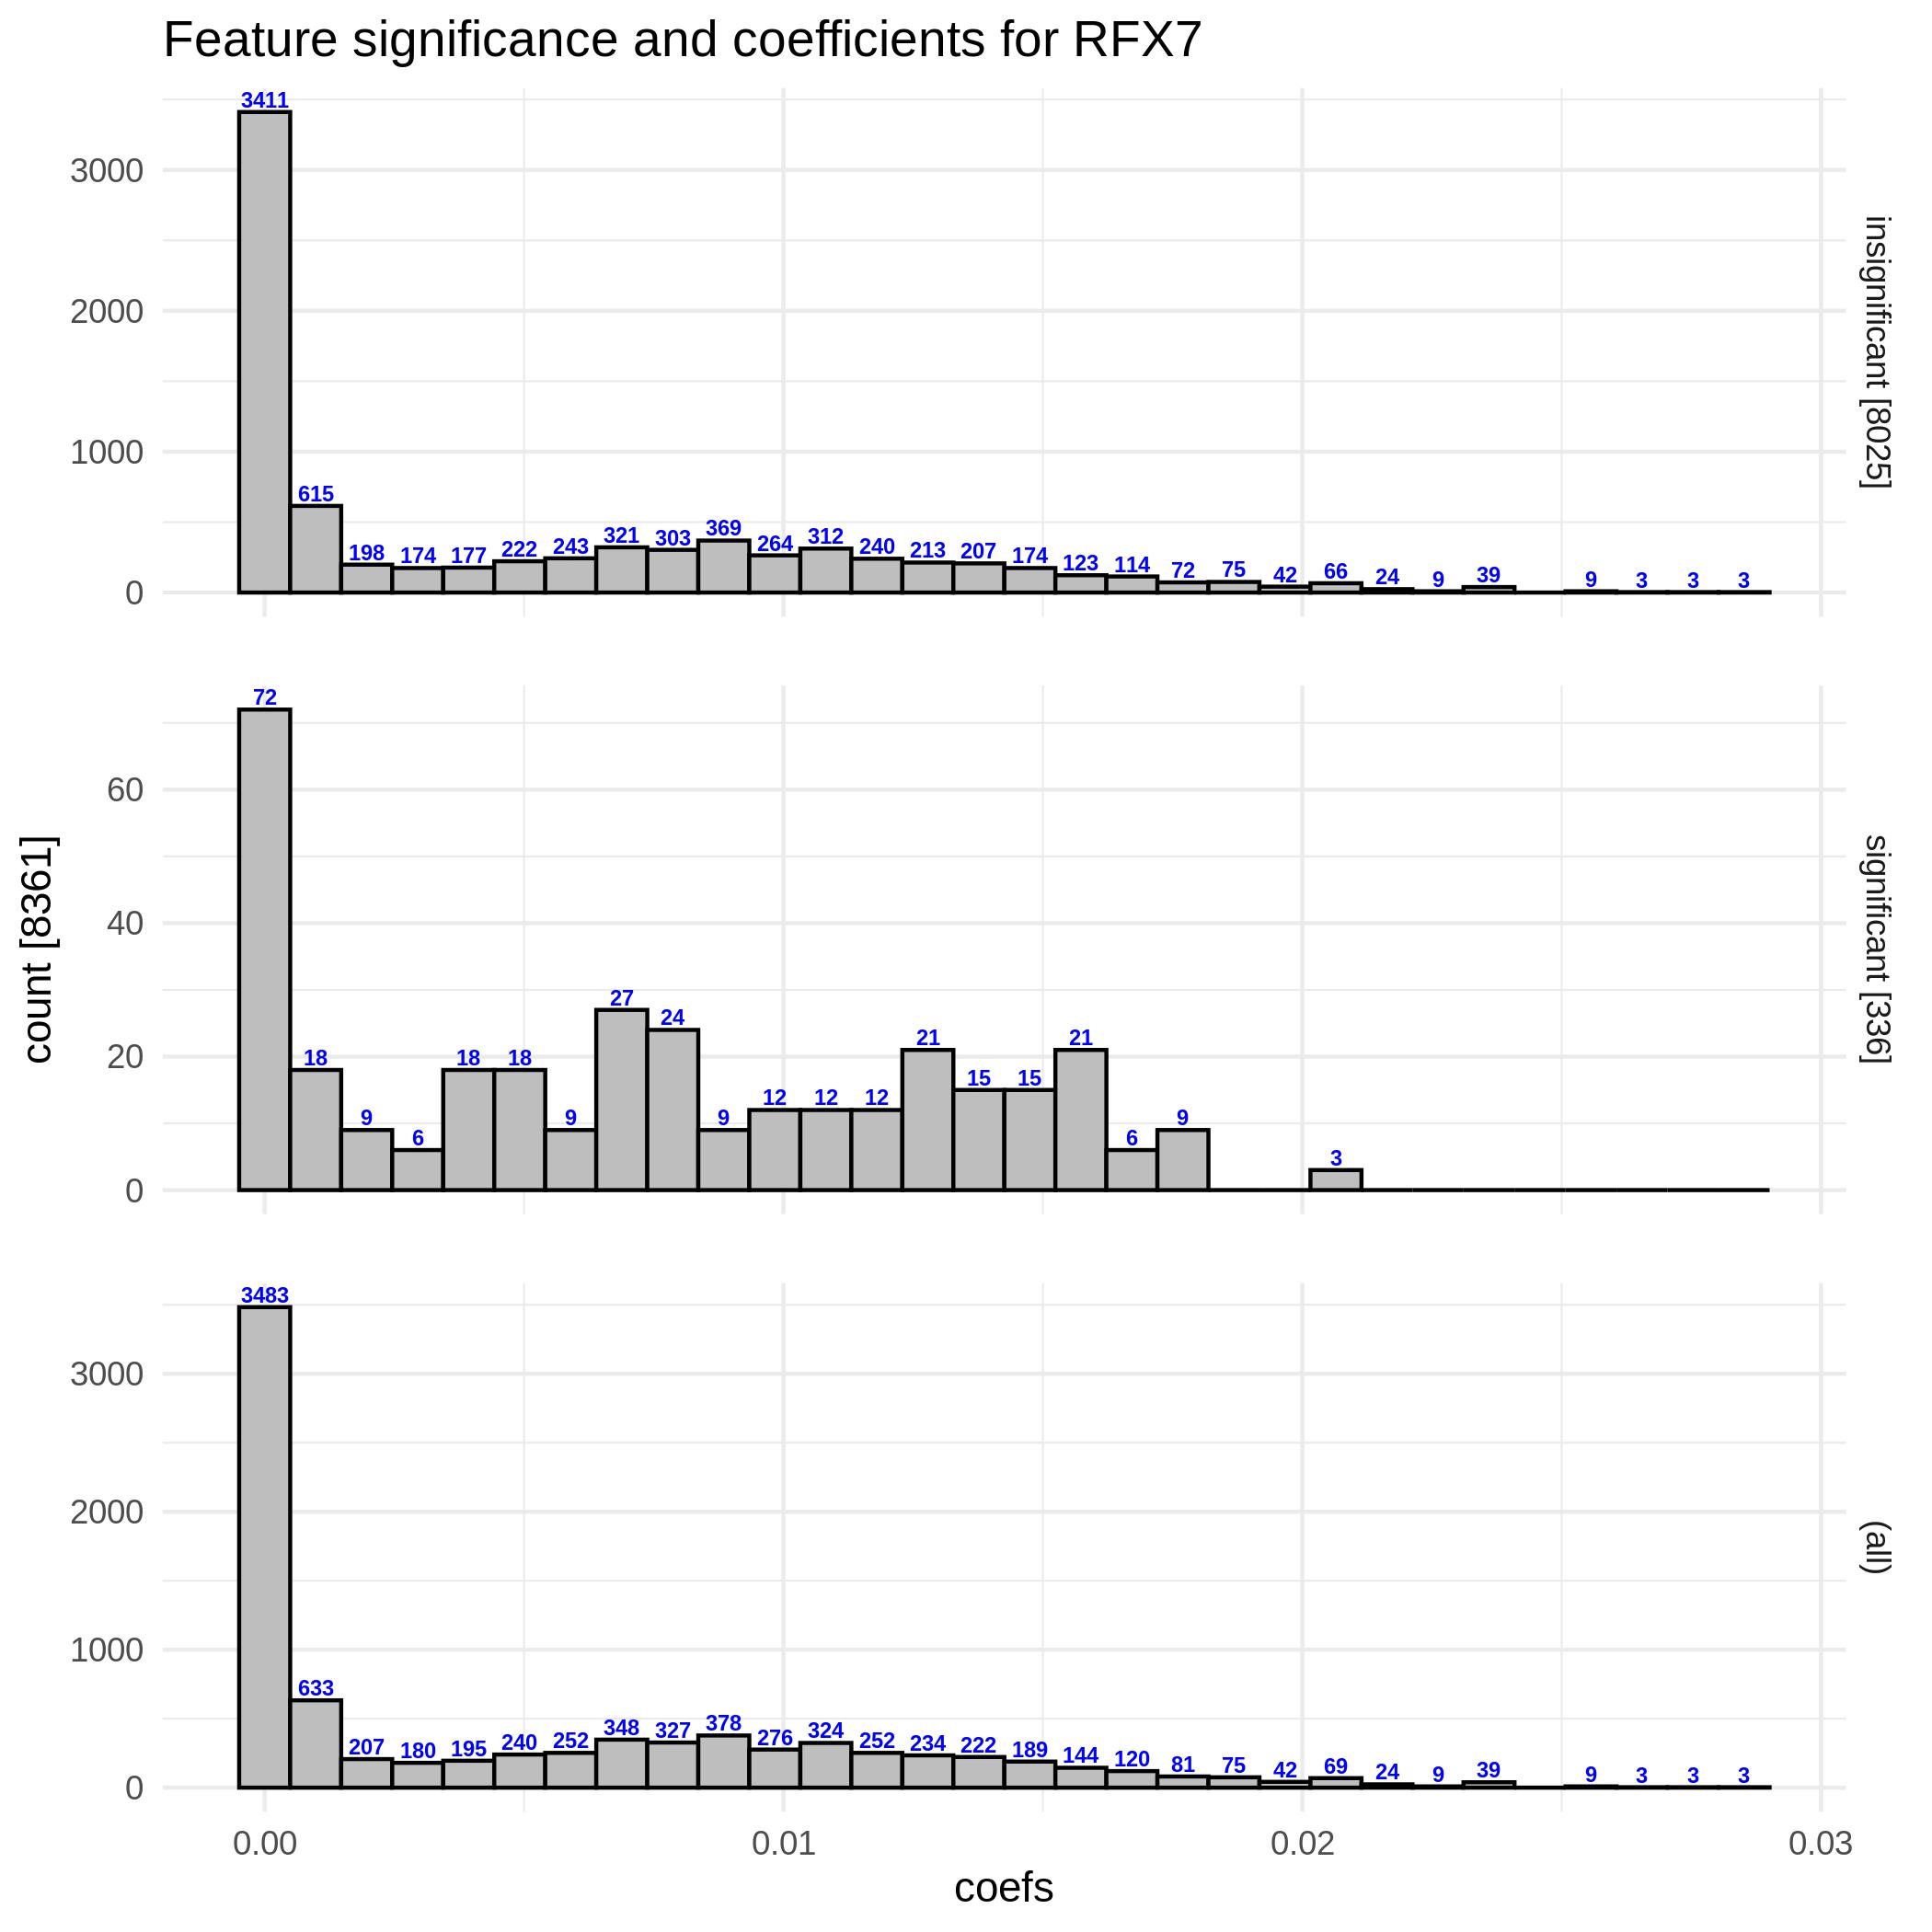 Feature significance and coefficients for RFX7
3411
3000
2000
1000
0
615
198 174 177 222 243 321 303 369 264 312 240 213 207 174 123 114 72 75 42 66 24 9 39 9 3 3 3
insignificant [8025]
72
60
40
20
0
18 9 6 18 18 9 27 24 9 12 12 12 21 15 15 21 6 9 3
significant [336]
count [8361]
3483
3000
2000
1000
0
633
207 180 195 240 252 348 327 378 276 324 252 234 222 189 144 120 81 75 42 69 24 9 39 9 3 3 3
(all)
0.00 0.01 0.02 0.03
coefs